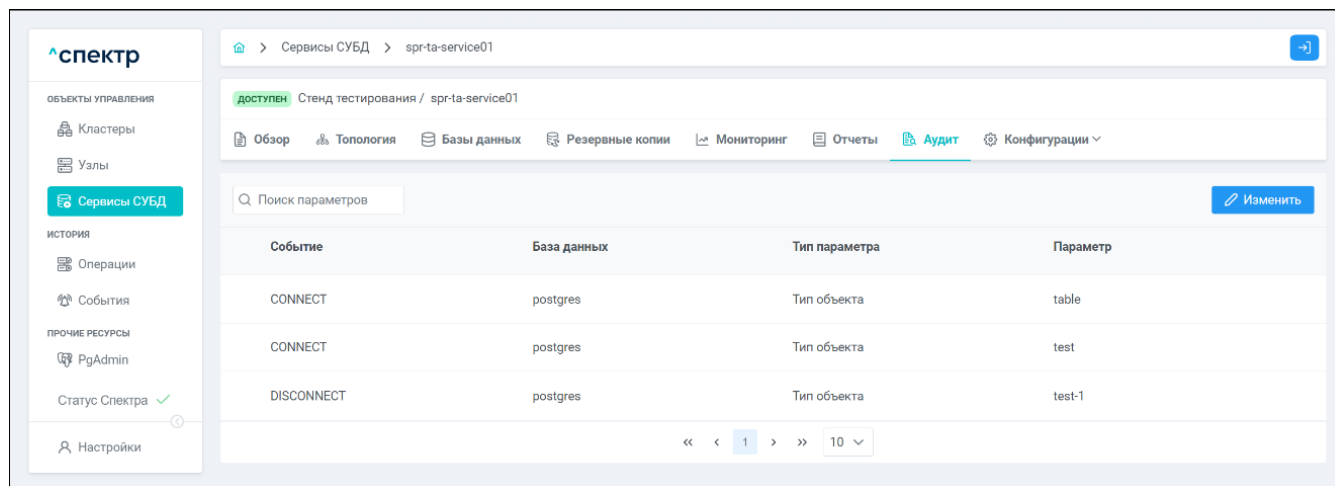 ^спектр
ОБЪЕКТЫ УПРАВЛЕНИЯ
Кластеры
Узлы
Сервисы СУБД
ИСТОРИЯ
Операции
События
ПРОЧИЕ РЕСУРСЫ
PgAdmin
Статус Спектра
Настройки
> Сервисы СУБД > spr-ta-service01
ДОСТУПЕН Стенд тестирования / spr-ta-service01
Обзор Топология Базы данных Резервные копии Мониторинг Отчеты Аудит Конфигурации
Поиск параметров Изменить
Событие База данных Тип параметра Параметр
CONNECT postgres Тип объекта table
CONNECT postgres Тип объекта test
DISCONNECT postgres Тип объекта test-1
« ‹ 1 › » 10